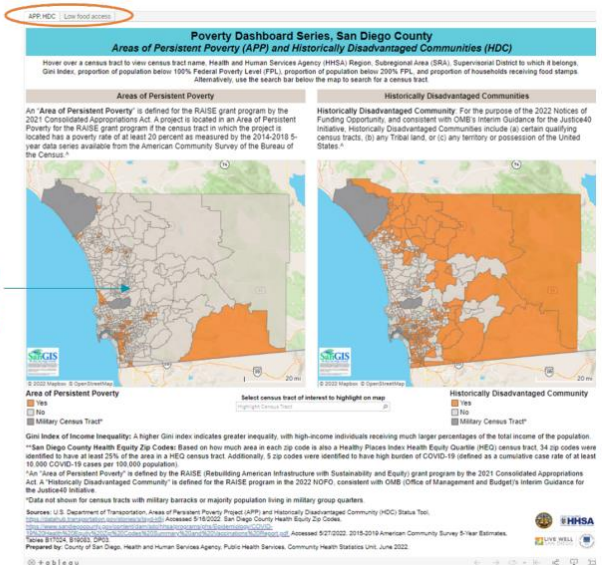 APP HDC Low food access
Poverty Dashboard Series, San Diego County
Areas of Persistent Poverty (APP) and Historically Disadvantaged Communities (HDC)
Hover over a census tract to view census tract name, Health and Human Services Agency (HHSA) Region, Subregional Area (SRA), Supervisorial District to which it belongs,
Gini Index, proportion of population below 100% Federal Poverty Level (FPL), proportion of population below 200% FPL, and proportion of households receiving food stamps.
Alternatively, use the search bar below the map to search for a census tract.
Areas of Persistent Poverty
An "Area of Persistent Poverty" is defined for the RAISE grant program by the
2021 Consolidated Appropriations Act. A project is located in an Area of Persistent
Poverty for the RAISE grant program if the census tract in which the project is
located has a poverty rate of at least 20 percent as measured by the 2014-2018 5-
year data series available from the American Community Survey of the Bureau of
the Census.^
Historically Disadvantaged Communities
Historically Disadvantaged Community: For the purpose of the 2022 Notices of
Funding Opportunity, and consistent with OMB's Interim Guidance for the Justice40
Initiative, Historically Disadvantaged Communities include (a) certain qualifying
census tracts, (b) any Tribal land, or (c) any territory or possession of the United
States.^
SanGIS
© 2022 Mapbox © OpenStreetMap
20 mi
SanGIS
© 2022 Mapbox © OpenStreetMap
20 mi
Area of Persistent Poverty
Yes
No
Military Census Tract*
Select census tract of interest to highlight on map
Highlight Census Tract
Historically Disadvantaged Community
Yes
No
Military Census Tract*
Gini Index of Income Inequality: A higher Gini index indicates greater inequality, with high-income individuals receiving much larger percentages of the total income of the population.
**San Diego County Health Equity Zip Codes: Based on how much area in each zip code is also a Healthy Places Index Health Equity Quartile (HEQ) census tract, 34 zip codes were
identified to have at least 25% of the area in a HEQ census tract. Additionally, 5 zip codes were identified to have high burden of COVID-19 (defined as a cumulative case rate of at least
10,000 COVID-19 cases per 100,000 population).
^An "Area of Persistent Poverty" is defined by the RAISE (Rebuilding American Infrastructure with Sustainability and Equity) grant program by the 2021 Consolidated Appropriations
Act. A "Historically Disadvantaged Community" is defined for the RAISE program in the 2022 NOFO, consistent with OMB (Office of Management and Budget)'s Interim Guidance for
the Justice40 Initiative.
*Data not shown for census tracts with military barracks or majority population living in military group quarters.
Sources: U.S. Department of Transportation, Areas of Persistent Poverty Project (APP) and Historically Disadvantaged Community (HDC) Status Tool,
Accessed 5/18/2022. San Diego County Health Equity Zip Codes,
Accessed 5/27/2022. 2015-2019 American Community Survey 5-Year Estimates,
Tables B17024, B19083, DP03.
Prepared by: County of San Diego, Health and Human Services Agency, Public Health Services, Community Health Statistics Unit, June 2022.
HHSA
LIVE WELL
+ableau